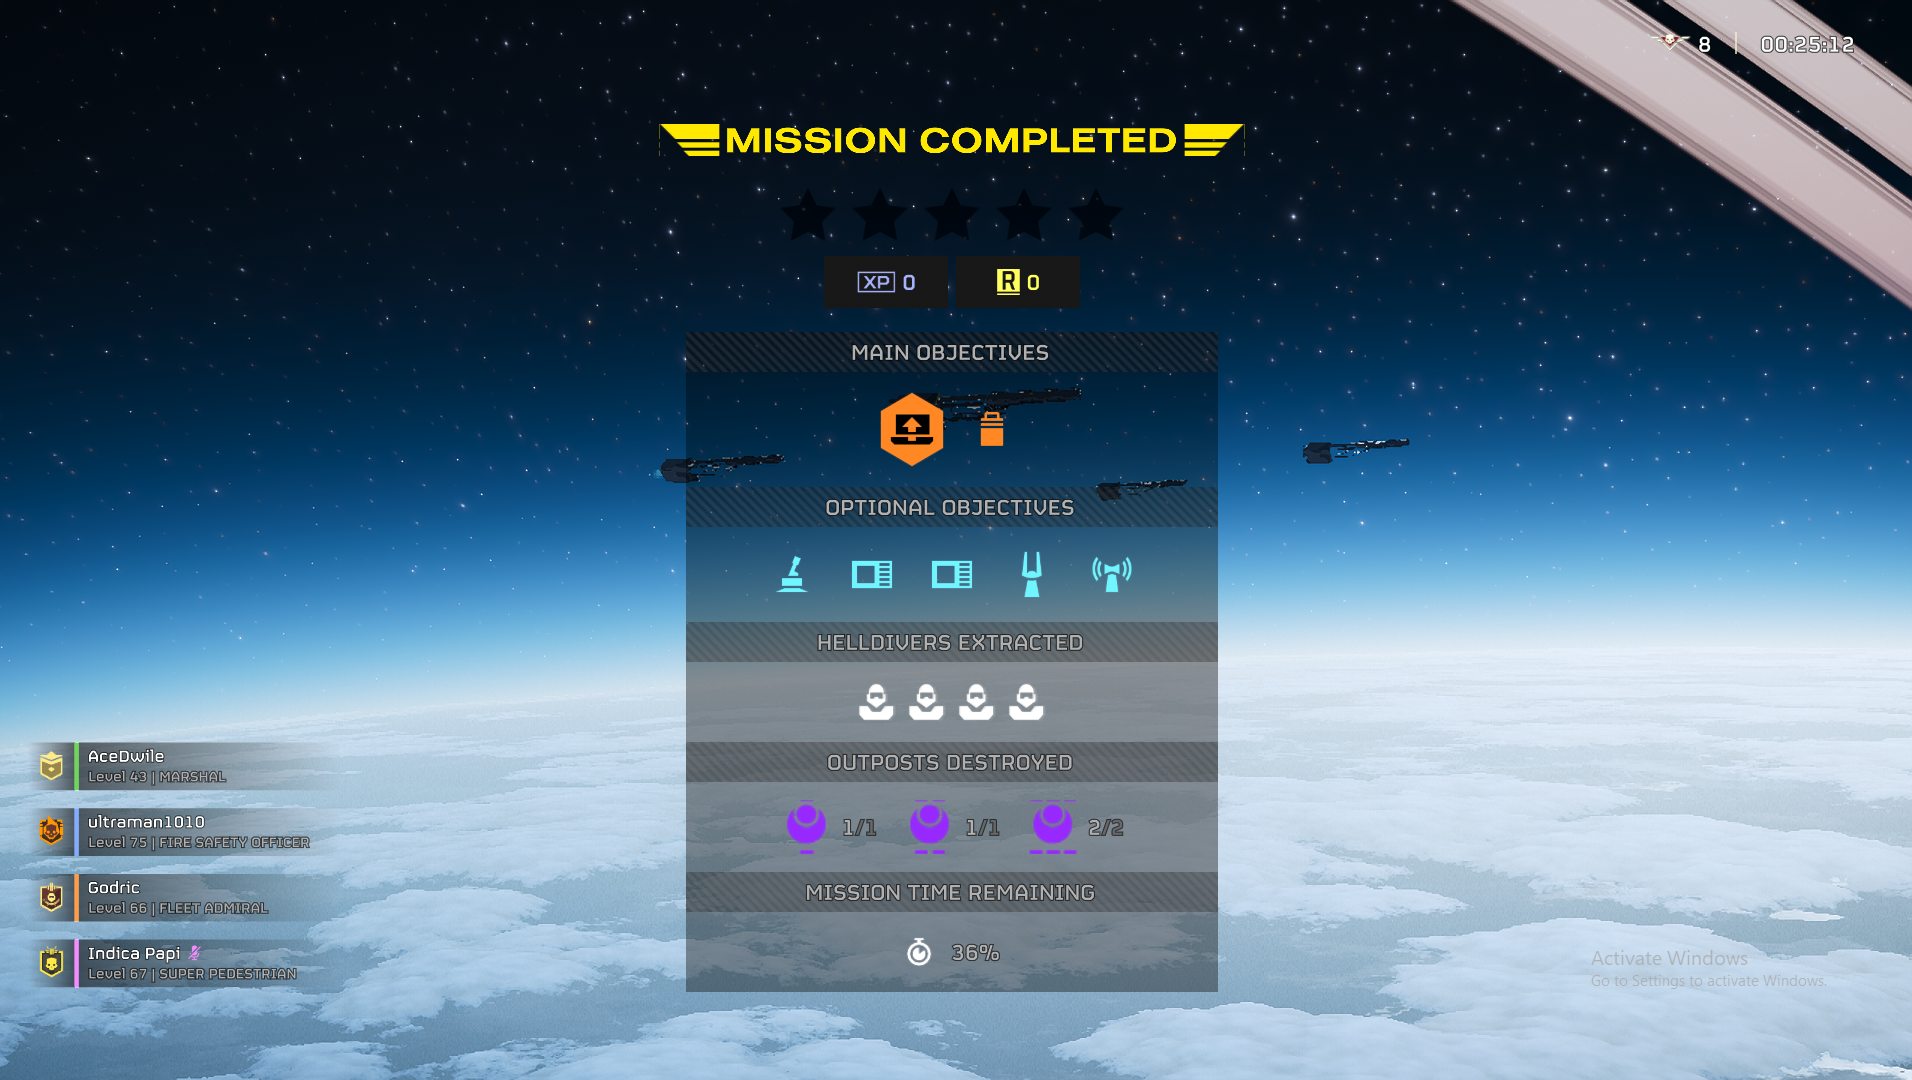 8 | 00:25:12
MISSION COMPLETED
XP 0
R 0
MAIN OBJECTIVES
OPTIONAL OBJECTIVES
HELLDIVERS EXTRACTED
OUTPOSTS DESTROYED
1/1 1/1 2/2
MISSION TIME REMAINING
36%
AceDwile
Level 43 | MARSHAL
ultraman1010
Level 75 | FIRE SAFETY OFFICER
Godric
Level 66 | FLEET ADMIRAL
Indica Papi
Level 67 | SUPER PEDESTRIAN
Activate Windows
Go to Settings to activate Windows.